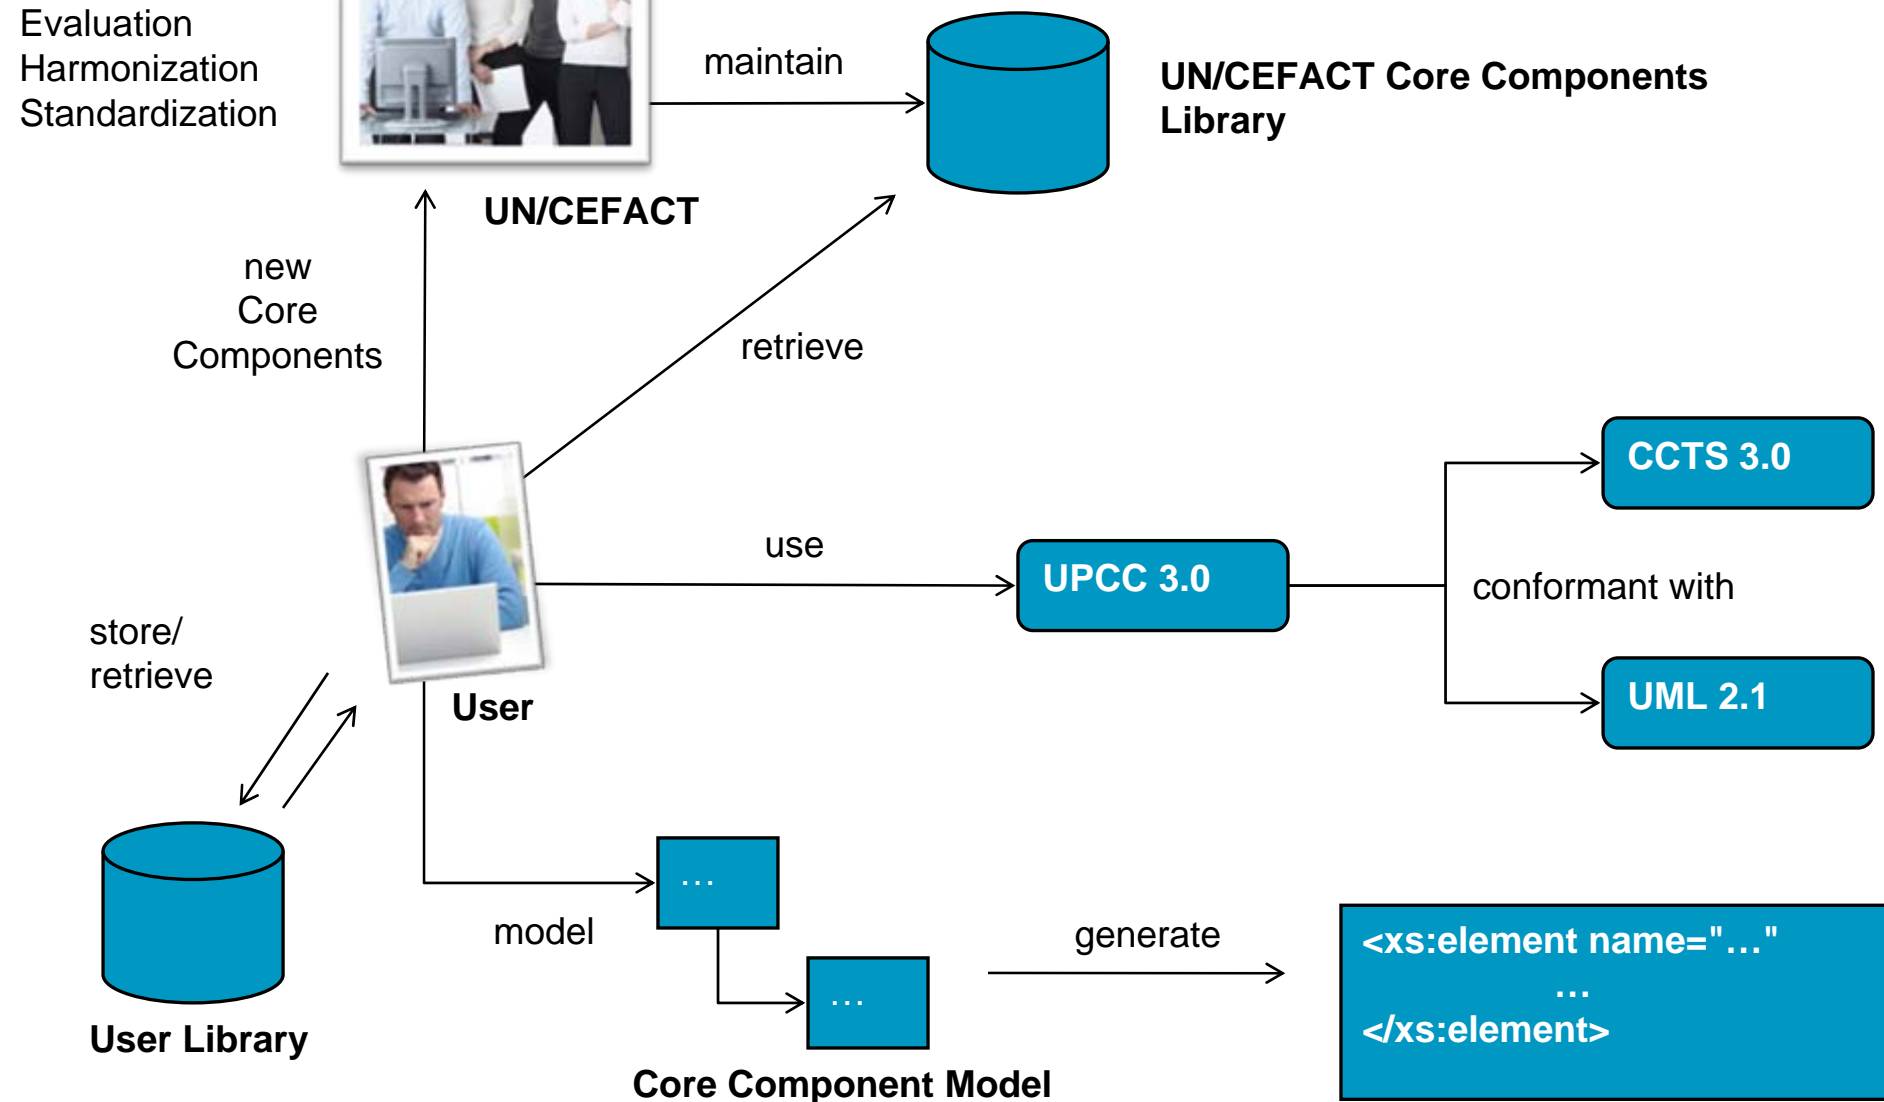 Evaluation
Harmonization
Standardization
maintain
UN/CEFACT Core Components
Library
UN/CEFACT
new
Core
Components
retrieve
CCTS 3.0
use
UPCC 3.0
conformant with
store/
retrieve
User
UML 2.1
...
model
generate
<xs:element name="..."
...
</xs:element>
...
User Library
Core Component Model